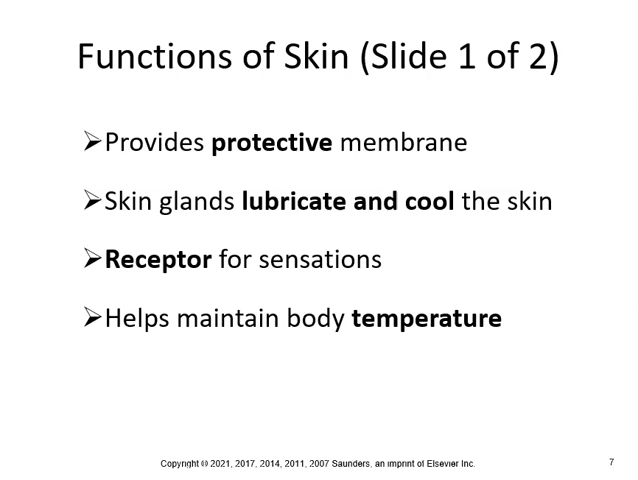 Functions of Skin (Slide 1 of 2)
➢Provides protective membrane
➢Skin glands lubricate and cool the skin
➢Receptor for sensations
➢Helps maintain body temperature
Copyright © 2021, 2017, 2014, 2011, 2007 Saunders, an imprint of Elsevier Inc.
7